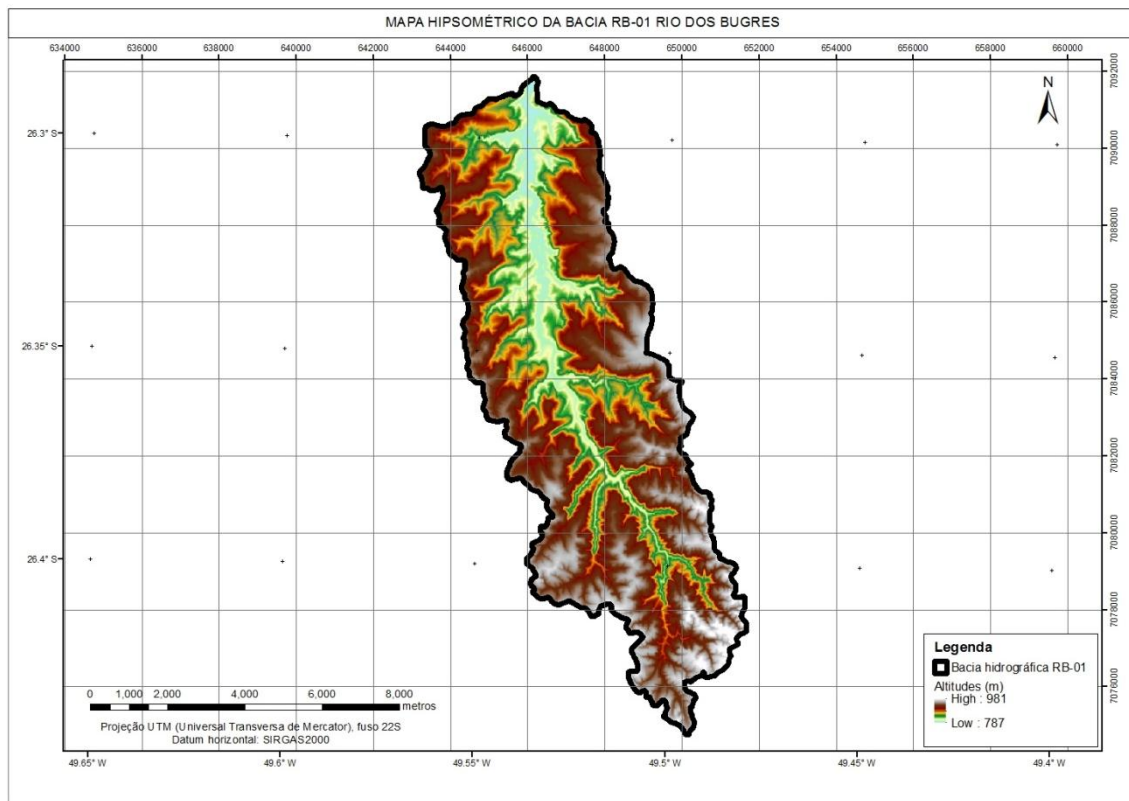 MAPA HIPSOMÉTRICO DA BACIA RB-01 RIO DOS BUGRES
634000 636000 638000 640000 642000 644000 646000 648000 650000 652000 654000 656000 658000 660000
7092000
N
26.3° S
7090000
7088000
7086000
26.35° S
7084000
7082000
7080000
26.4° S
7078000
Legenda
Bacia hidrográfica RB-01
7076000
Altitudes (m)
High : 981
Low : 787
0 1,000 2,000 4,000 6,000 8,000
metros
Projeção UTM (Universal Transversa de Mercator), fuso 22S
Datum horizontal: SIRGAS2000
49.65° W 49.6° W 49.55° W 49.5° W 49.45° W 49.4° W